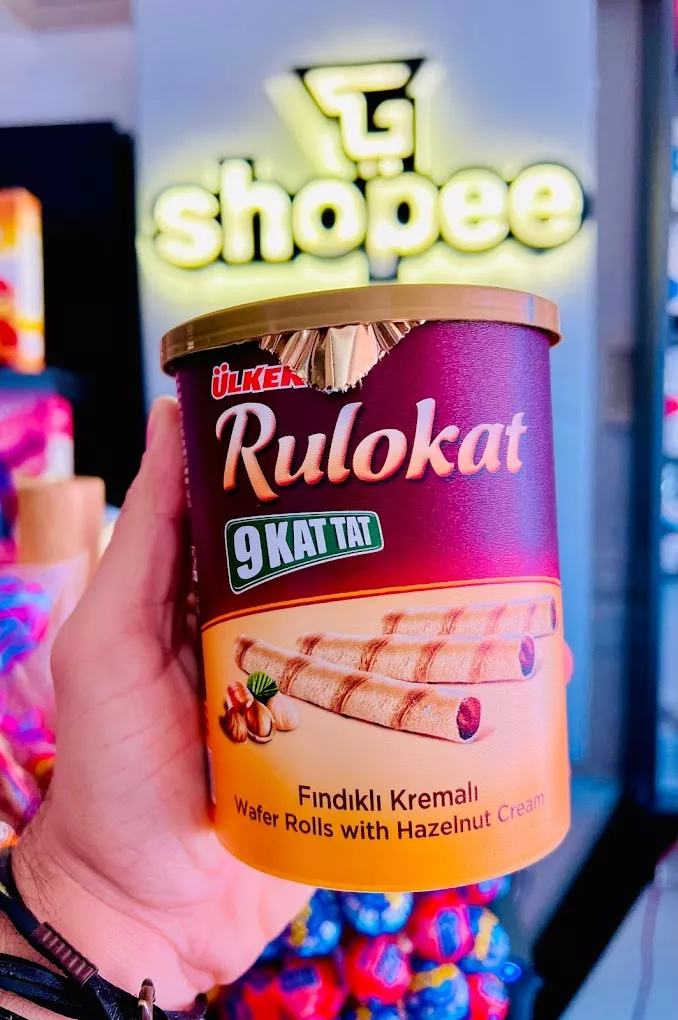 shopee
ÜLKER
Rulokat
9 KAT TAT
Fındıklı Kremalı
Wafer Rolls with Hazelnut Cream